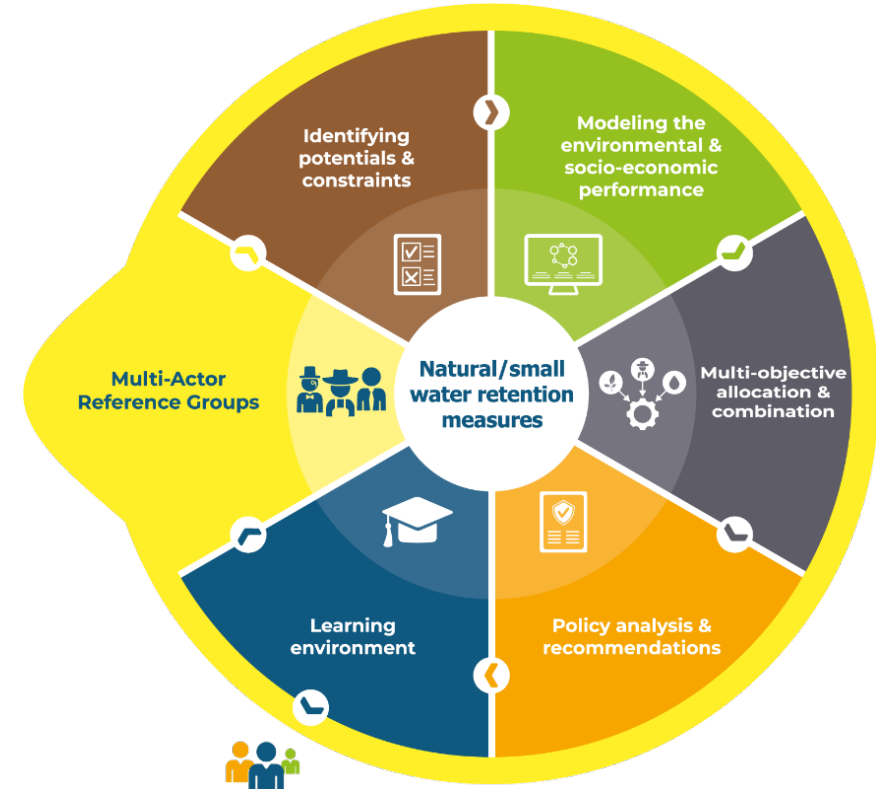 Identifying
potentials &
constraints
Modeling the
environmental &
socio-economic
performance
Multi-Actor
Reference Groups
Natural/small
water retention
measures
Multi-objective
allocation &
combination
Learning
environment
Policy analysis &
recommendations